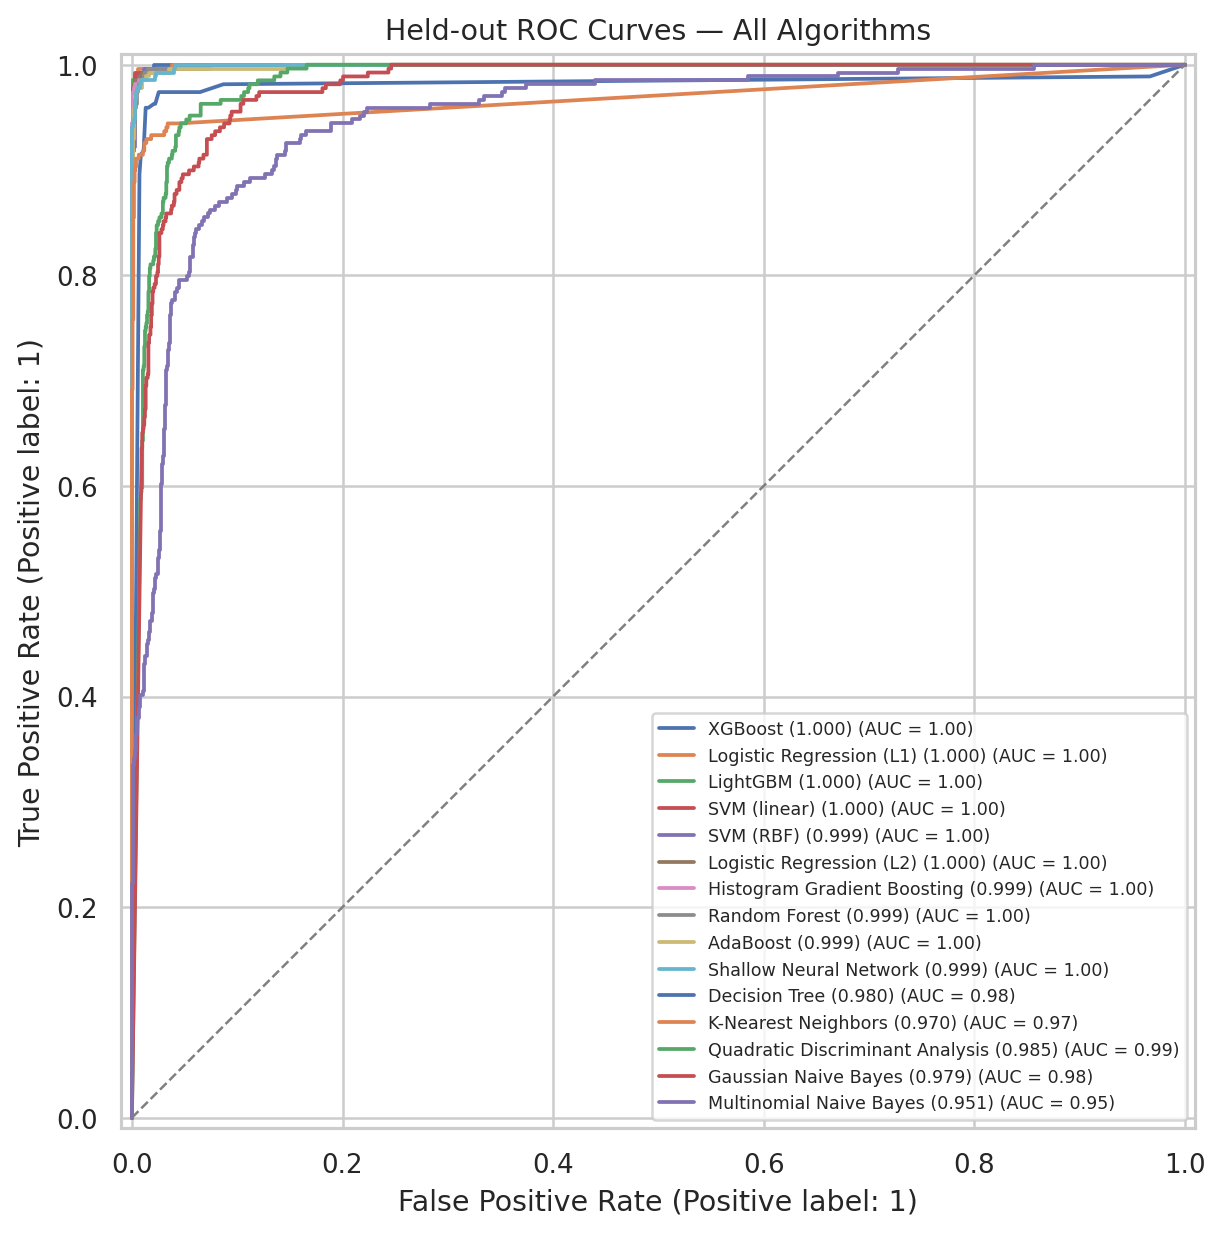 Held-out ROC Curves — All Algorithms
True Positive Rate (Positive label: 1)
1.0
0.8
0.6
0.4
0.2
0.0
XGBoost (1.000) (AUC = 1.00)
Logistic Regression (L1) (1.000) (AUC = 1.00)
LightGBM (1.000) (AUC = 1.00)
SVM (linear) (1.000) (AUC = 1.00)
SVM (RBF) (0.999) (AUC = 1.00)
Logistic Regression (L2) (1.000) (AUC = 1.00)
Histogram Gradient Boosting (0.999) (AUC = 1.00)
Random Forest (0.999) (AUC = 1.00)
AdaBoost (0.999) (AUC = 1.00)
Shallow Neural Network (0.999) (AUC = 1.00)
Decision Tree (0.980) (AUC = 0.98)
K-Nearest Neighbors (0.970) (AUC = 0.97)
Quadratic Discriminant Analysis (0.985) (AUC = 0.99)
Gaussian Naive Bayes (0.979) (AUC = 0.98)
Multinomial Naive Bayes (0.951) (AUC = 0.95)
0.0 0.2 0.4 0.6 0.8 1.0
False Positive Rate (Positive label: 1)